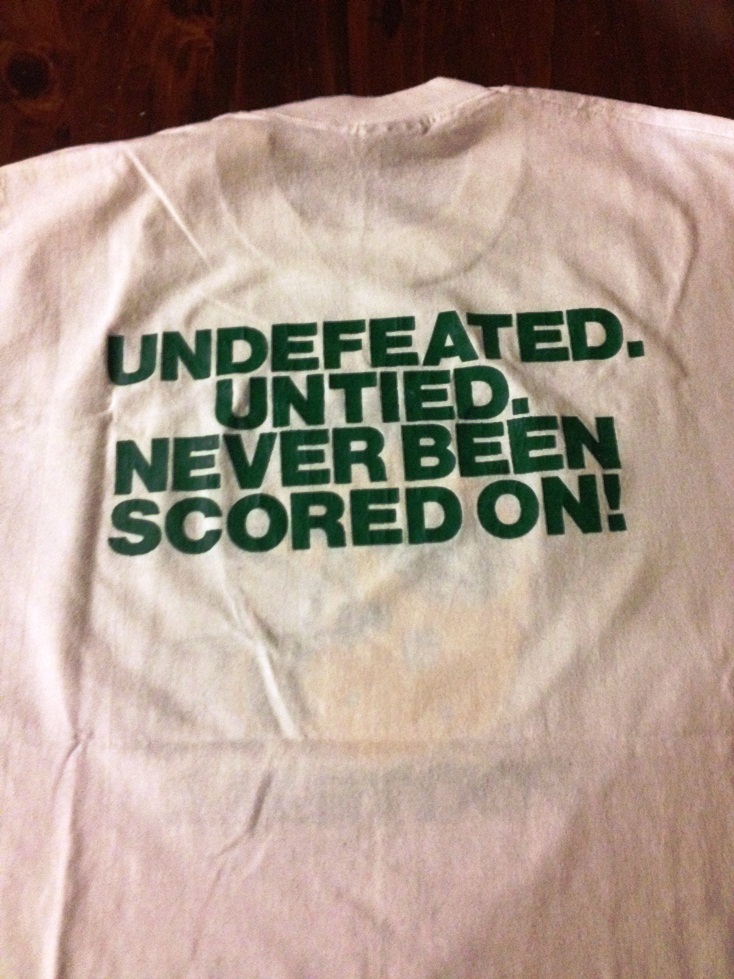 UNDEFEATED.
UNTIED.
NEVER BEEN
SCORED ON!